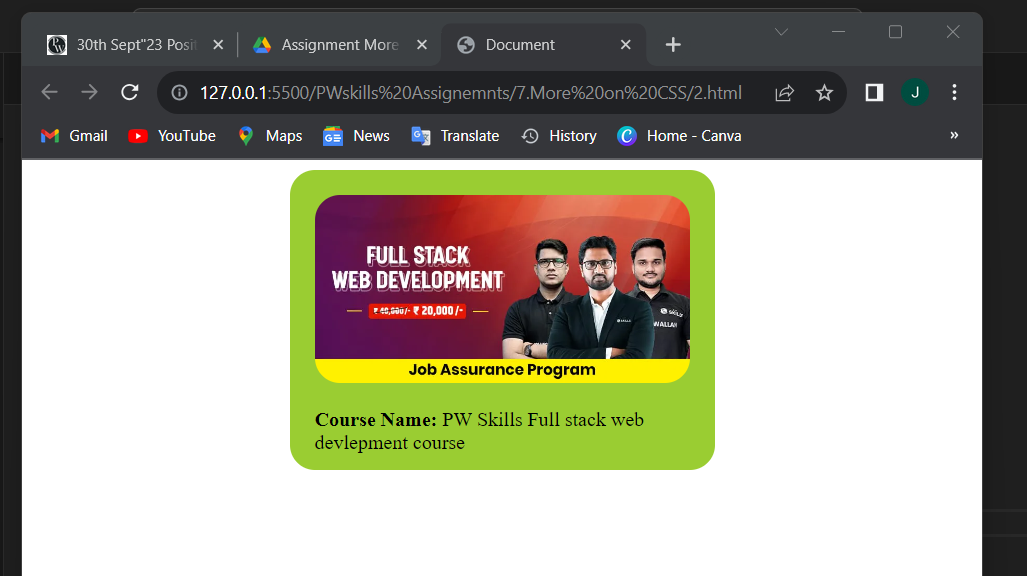 30th Sept"23 Posit
Assignment More
Document
127.0.0.1:5500/PWskills%20Assignemnts/7.More%20on%20CSS/2.html
J
Gmail
YouTube
Maps
News
Translate
History
Home - Canva
»
FULL STACK
WEB DEVELOPMENT
₹ 20,000 /-
SKILLS
WALLAH
Job Assurance Program
Course Name: PW Skills Full stack web
devlepment course